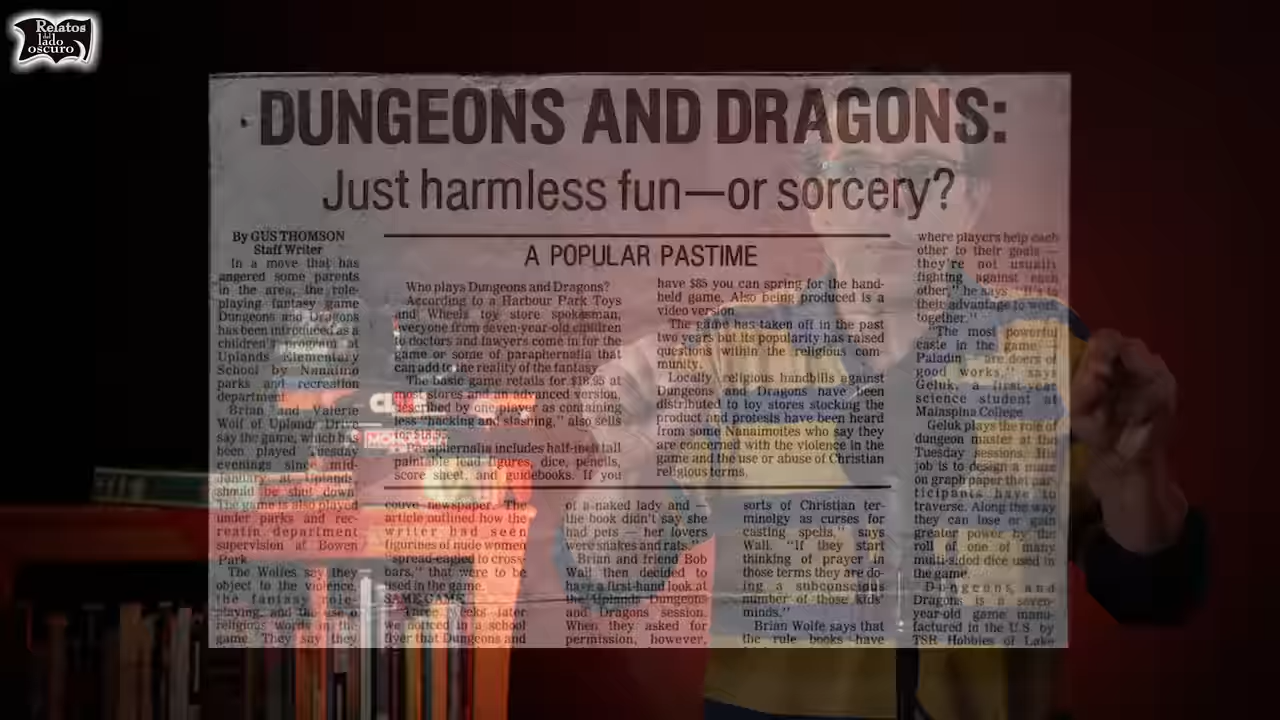 Relatos
del
lado
oscuro
DUNGEONS AND DRAGONS:
Just harmless fun—or sorcery?
By GUS THOMSON
Staff Writer
In a move that has
angered some parents
in the area, the role-
playing fantasy game
Dungeons and Dragons
has been introduced as a
children's program at
Uplands Elementary
School by Nanaimo
parks and recreation
department.
Brian and Valerie
Wolf of Uplands Drive
say the game, which has
been played Tuesday
evenings since mid-
January at Uplands
should be shut down.
The game is also played
under parks and rec-
reatin department
supervision at Bowen
Park.
The Wolfes say they
object to the violence,
the fantasy role-
playing, and the use of
religious words in the
game. They say they
A POPULAR PASTIME
Who plays Dungeons and Dragons?
According to a Harbour Park Toys
and Wheels toy store spokesman,
everyone from seven-year-old children
to doctors and lawyers come in for the
game or some of paraphernalia that
can add to the reality of the fantasy.
The basic game retails for $18.95 at
most stores and an advanced version,
described by one player as containing
less "hacking and slashing," also sells
for
Paraphernalia includes half-inch tall
paintable lead figures, dice, pencils,
score sheet, and guidebooks. If you
have $85 you can spring for the hand-
held game. Also being produced is a
video version.
The game has taken off in the past
two years but its popularity has raised
questions within the religious com-
munity.
Locally, religious handbills against
Dungeons and Dragons have been
distributed to toy stores stocking the
product and protests have been heard
from some Nanaimoites who say they
are concerned with the violence in the
game and the use or abuse of Christian
religious terms.
couve newspaper. The
article outlined how the
writer had seen
figurines of nude women
"spread-eagled to cross-
bars," that were to be
used in the game.
SAME GAME
"Three weeks later
we noticed a school
flyer that Dungeons and
of a naked lady and —
the book didn't say she
had pets — her lovers
were snakes and rats."
Brian and friend Bob
Wall then decided to
have a first-hand look at
the Uplands Dungeons
and Dragons session.
When they asked for
permission, however,
sorts of Christian ter-
minolgy as curses for
casting spells," says
Wall. "If they start
thinking of prayer in
those terms they are do-
ing a subconscious
number of those kids'
minds."
Brian Wolfe says that
the rule books have
where players help each
other to their goals —
they're not usually
fighting against each
other," he says "It's to
their advantage to work
together."
"The most powerful
caste in the game —
Paladin — are doers of
good works," says
Geluk, a first-year
science student at
Malaspina College.
Geluk plays the role of
dungeon master at the
Tuesday sessions. His
job is to design a maze
on graph paper that par-
ticipants have to
traverse. Along the way
they can lose or gain
greater power by the
roll of one of many
multi-sided dice used in
the game.
Dungeons and
Dragons is a seven-
year-old game manu-
factured in the U.S. by
TSR Hobbies of Lake